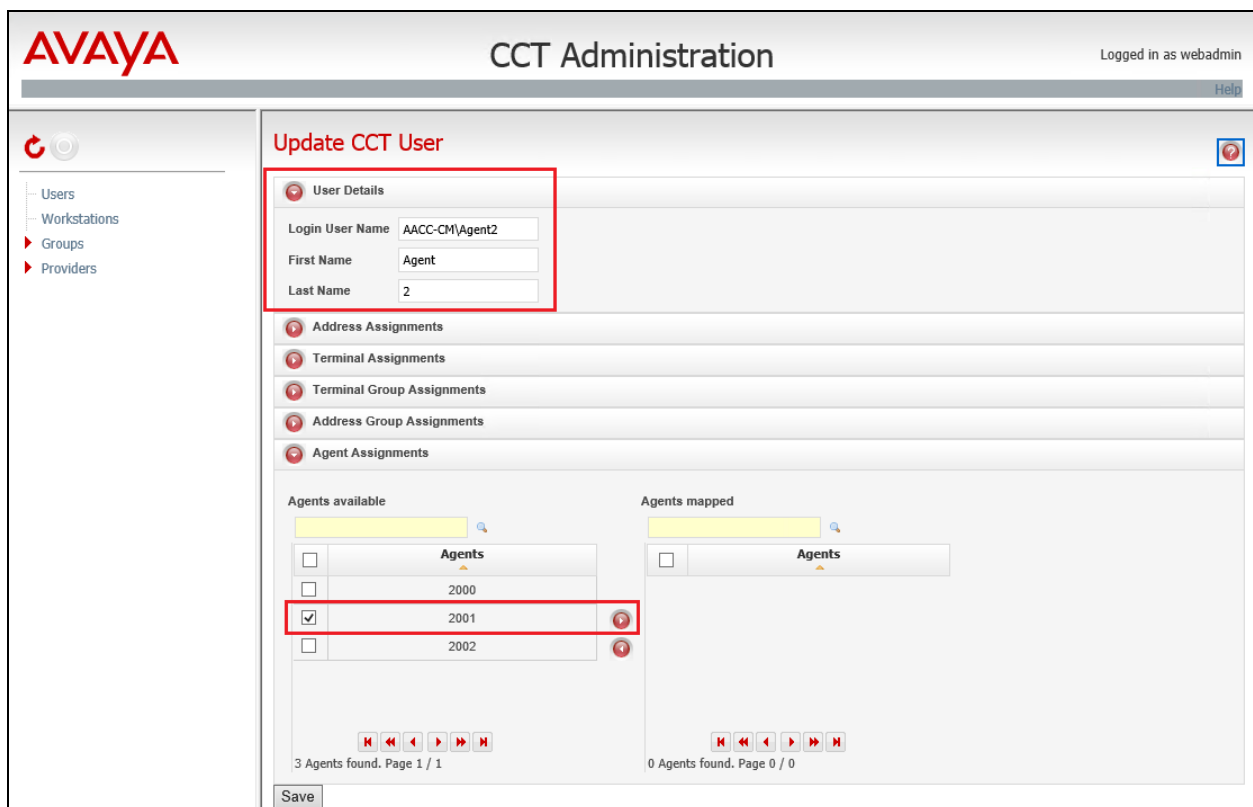 AVAYA
CCT Administration
Logged in as webadmin
Help
Users
Workstations
Groups
Providers
Update CCT User
User Details
Login User Name AACC-CM\Agent2
First Name Agent
Last Name 2
Address Assignments
Terminal Assignments
Terminal Group Assignments
Address Group Assignments
Agent Assignments
Agents available
Agents
2000
2001
2002
3 Agents found. Page 1 / 1
Agents mapped
Agents
0 Agents found. Page 0 / 0
Save